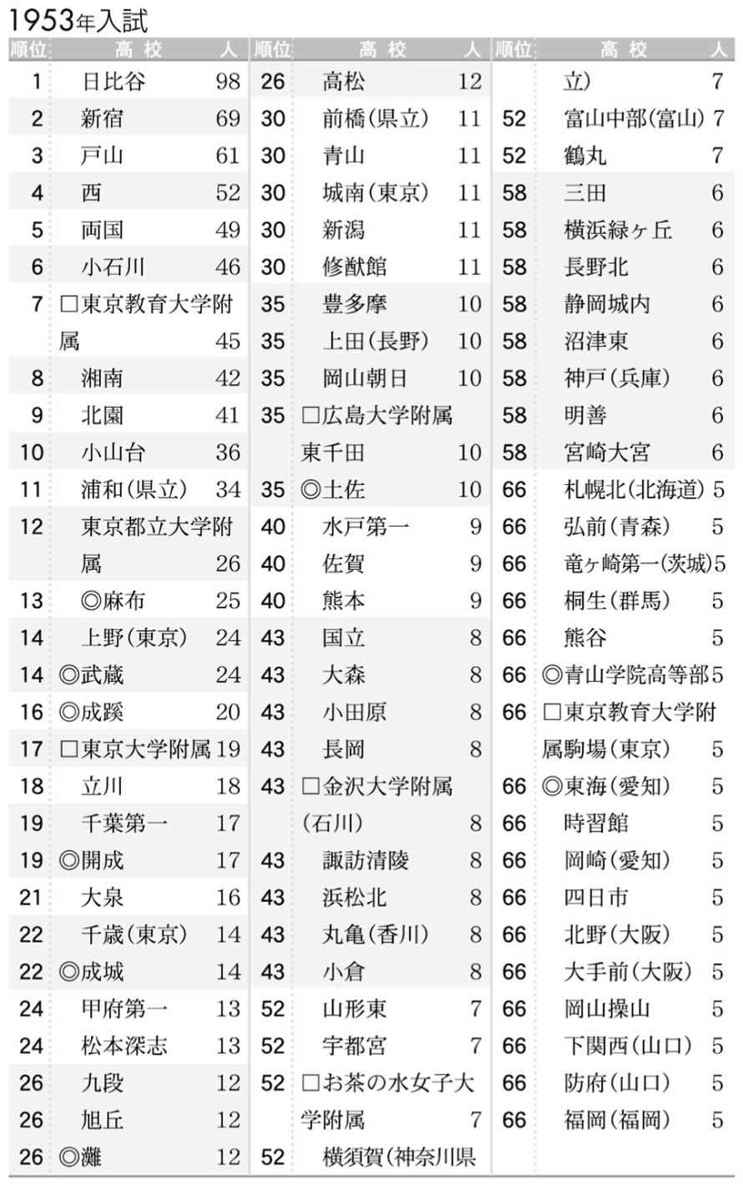 1953年入試
順位 高校 人
1 日比谷 98
2 新宿 69
3 戸山 61
4 西 52
5 両国 49
6 小石川 46
7 □東京教育大学附
属 45
8 湘南 42
9 北園 41
10 小山台 36
11 浦和（県立） 34
12 東京都立大学附
属 26
13 ◎麻布 25
14 上野（東京） 24
14 ◎武蔵 24
16 ◎成蹊 20
17 □東京大学附属 19
18 立川 18
19 千葉第一 17
19 ◎開成 17
21 大泉 16
22 千歳（東京） 14
22 ◎成城 14
24 甲府第一 13
24 松本深志 13
26 九段 12
26 旭丘 12
26 ◎灘 12
順位 高校 人
26 高松 12
30 前橋（県立） 11
30 青山 11
30 城南（東京） 11
30 新潟 11
30 修猷館 11
35 豊多摩 10
35 上田（長野） 10
35 岡山朝日 10
35 □広島大学附属
東千田 10
35 ◎土佐 10
40 水戸第一 9
40 佐賀 9
40 熊本 9
43 国立 8
43 大森 8
43 小田原 8
43 長岡 8
43 □金沢大学附属
（石川） 8
43 諏訪清陵 8
43 浜松北 8
43 丸亀（香川） 8
43 小倉 8
52 山形東 7
52 宇都宮 7
52 □お茶の水女子大
学附属 7
52 横須賀（神奈川県
順位 高校 人
立） 7
52 富山中部（富山） 7
52 鶴丸 7
58 三田 6
58 横浜緑ヶ丘 6
58 長野北 6
58 静岡城内 6
58 沼津東 6
58 神戸（兵庫） 6
58 明善 6
58 宮崎大宮 6
66 札幌北（北海道） 5
66 弘前（青森） 5
66 竜ヶ崎第一（茨城） 5
66 桐生（群馬） 5
66 熊谷 5
66 ◎青山学院高等部 5
66 □東京教育大学附
属駒場（東京） 5
66 ◎東海（愛知） 5
66 時習館 5
66 岡崎（愛知） 5
66 四日市 5
66 北野（大阪） 5
66 大手前（大阪） 5
66 岡山操山 5
66 下関西（山口） 5
66 防府（山口） 5
66 福岡（福岡） 5